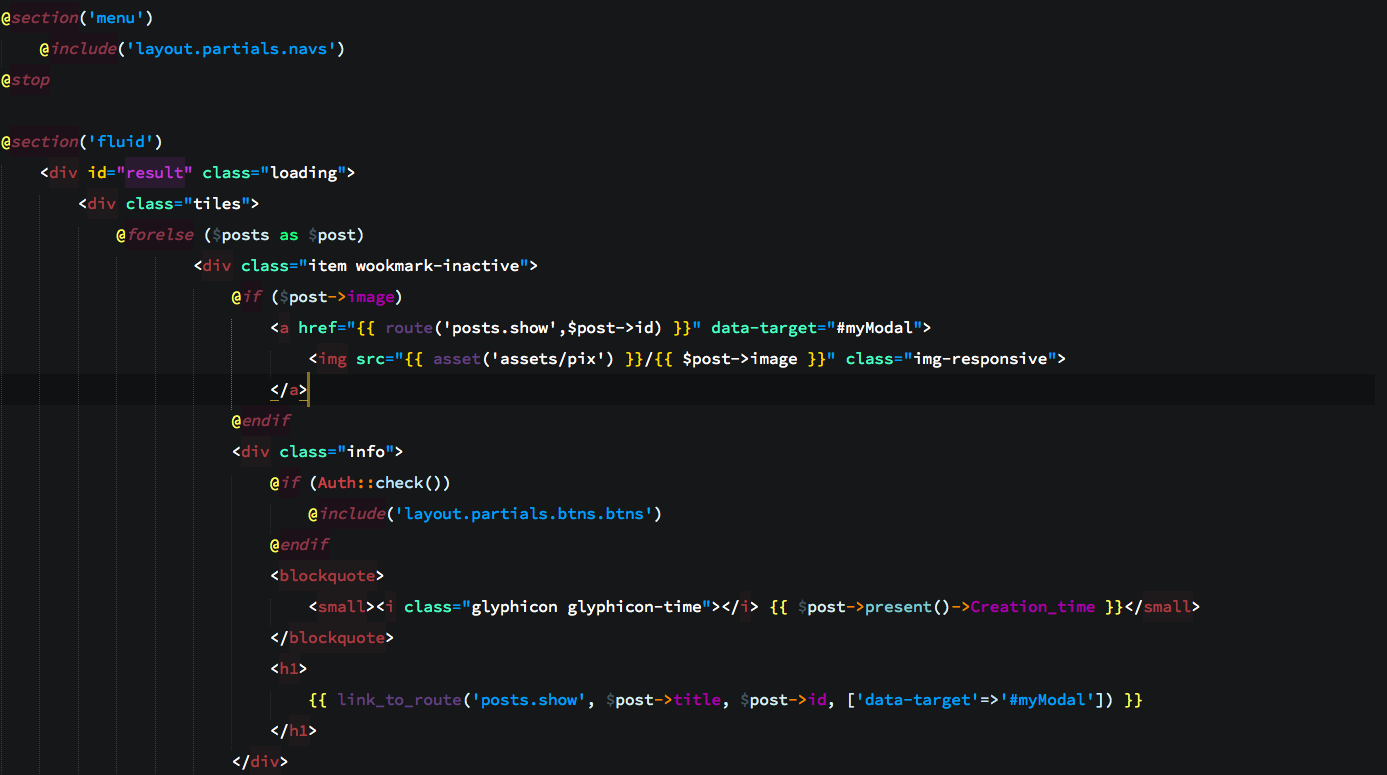 @section('menu')
    @include('layout.partials.navs')
@stop

@section('fluid')
    <div id="result" class="loading">
        <div class="tiles">
            @forelse ($posts as $post)
                    <div class="item wookmark-inactive">
                        @if ($post->image)
                            <a href="{{ route('posts.show',$post->id) }}" data-target="#myModal">
                                <img src="{{ asset('assets/pix') }}/{{ $post->image }}" class="img-responsive">
                            </a>
                        @endif
                        <div class="info">
                            @if (Auth::check())
                                @include('layout.partials.btns.btns')
                            @endif
                            <blockquote>
                                <small><i class="glyphicon glyphicon-time"></i> {{ $post->present()->Creation_time }}</small>
                            </blockquote>
                            <h1>
                                {{ link_to_route('posts.show', $post->title, $post->id, ['data-target'=>'#myModal']) }}
                            </h1>
                        </div>